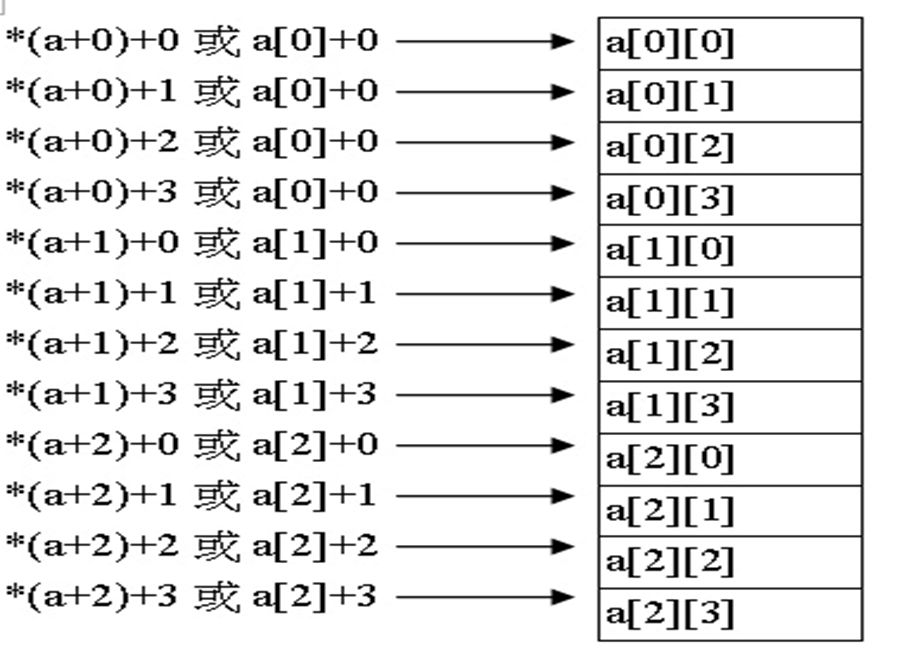 *(a+0)+0 或 a[0]+0 a[0][0]
*(a+0)+1 或 a[0]+0 a[0][1]
*(a+0)+2 或 a[0]+0 a[0][2]
*(a+0)+3 或 a[0]+0 a[0][3]
*(a+1)+0 或 a[1]+0 a[1][0]
*(a+1)+1 或 a[1]+1 a[1][1]
*(a+1)+2 或 a[1]+2 a[1][2]
*(a+1)+3 或 a[1]+3 a[1][3]
*(a+2)+0 或 a[2]+0 a[2][0]
*(a+2)+1 或 a[2]+1 a[2][1]
*(a+2)+2 或 a[2]+2 a[2][2]
*(a+2)+3 或 a[2]+3 a[2][3]